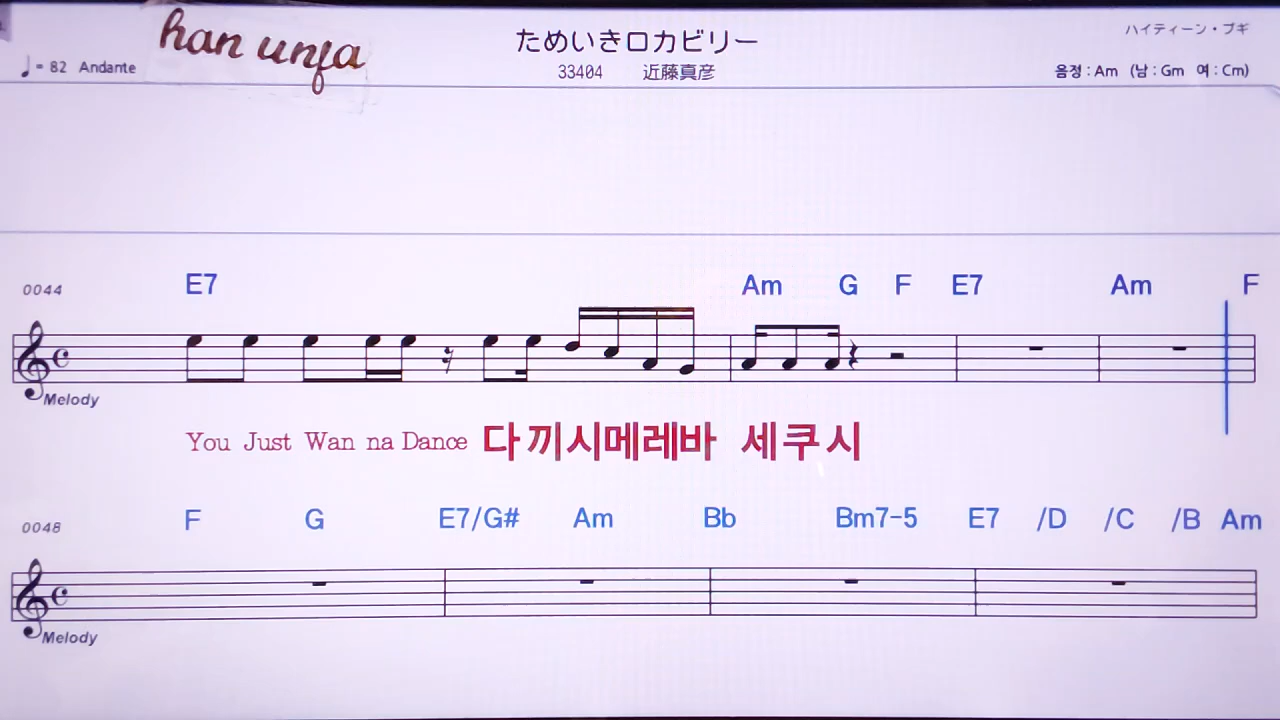 han unfa
ためいきロカビリー
ハイティーン・ブギ
♩= 82 Andante
33404 近藤真彦
음정 : Am (남 : Gm 여 : Cm)
0044 E7 Am G F E7 Am F
Melody
You Just Wan na Dance 다끼시메레바 세쿠시
0048 F G E7/G# Am Bb Bm7-5 E7 /D /C /B Am
Melody